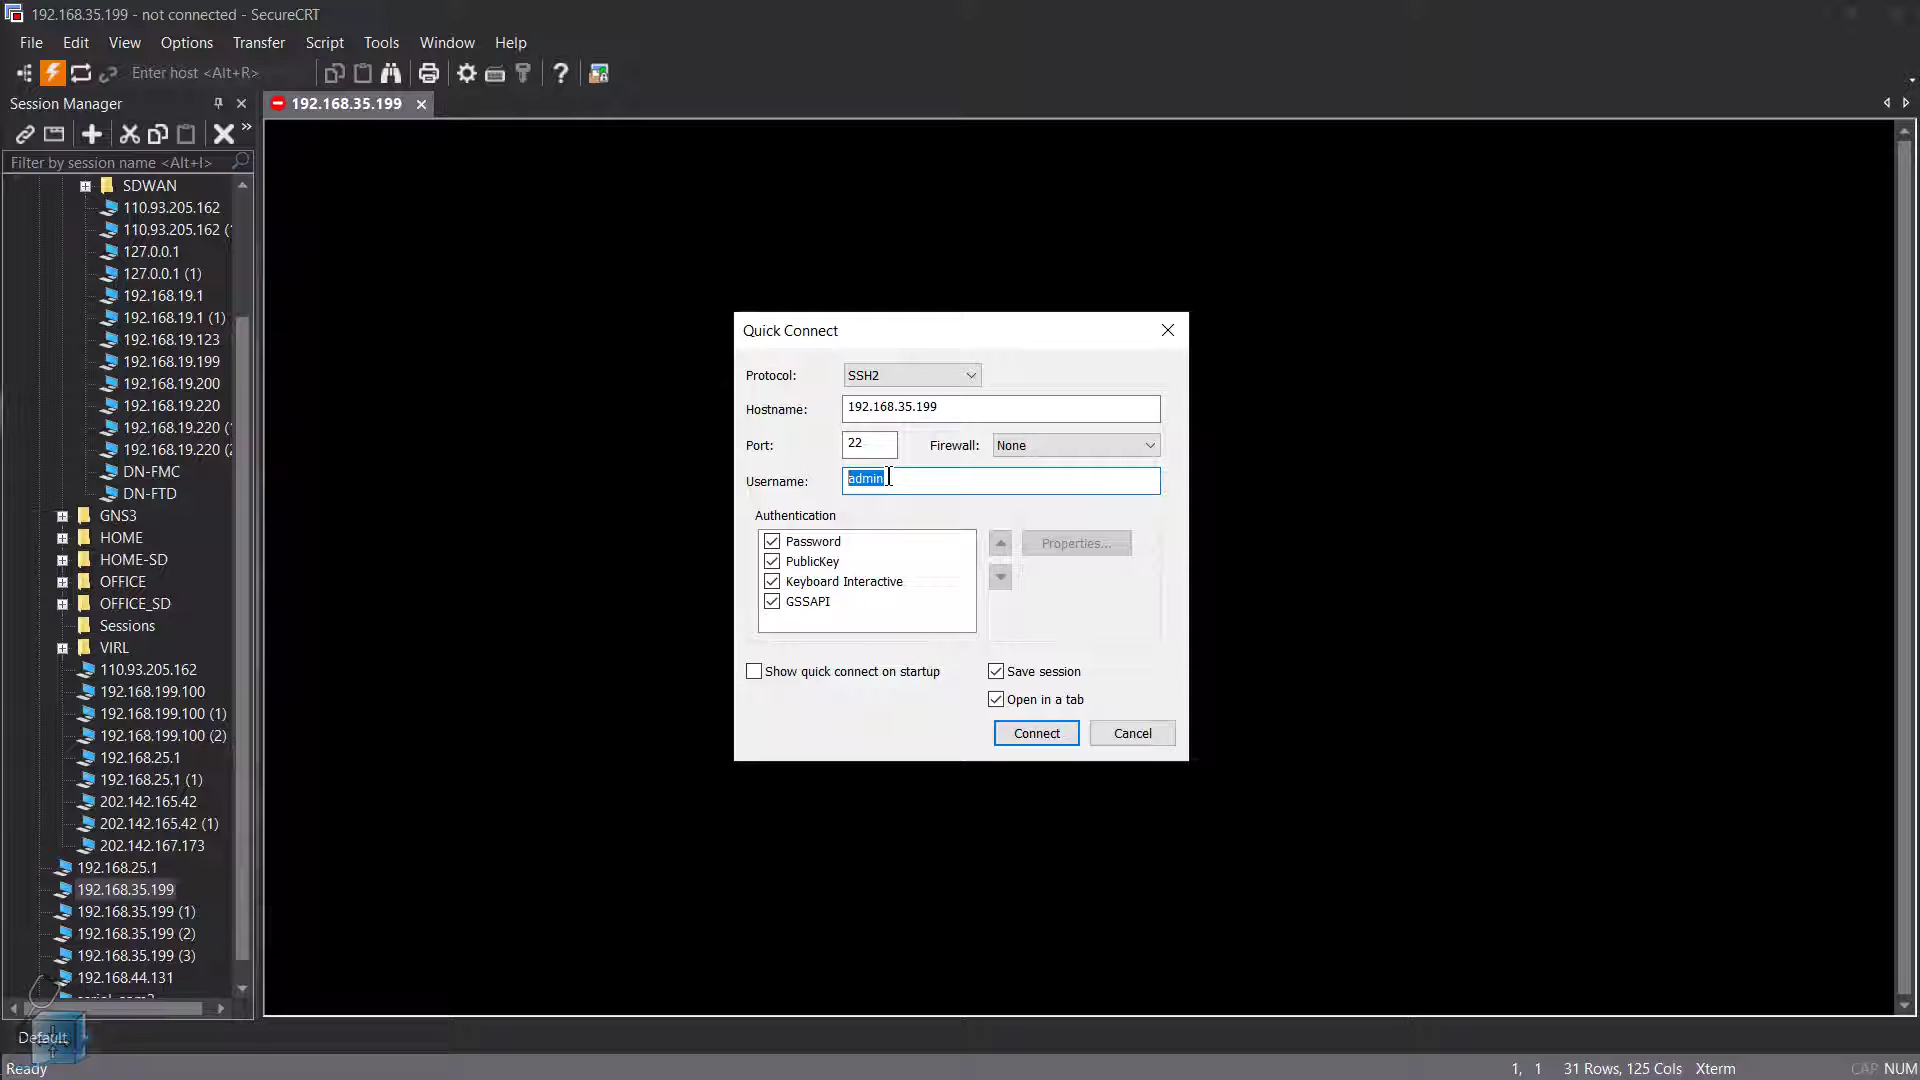 192.168.35.199 - not connected - SecureCRT
File Edit View Options Transfer Script Tools Window Help
Enter host <Alt+R>
Session Manager
192.168.35.199
Filter by session name <Alt+I>
SDWAN
110.93.205.162
110.93.205.162 (
127.0.0.1
127.0.0.1 (1)
192.168.19.1
192.168.19.1 (1)
192.168.19.123
192.168.19.199
192.168.19.200
192.168.19.220
192.168.19.220 (
192.168.19.220 (2
DN-FMC
DN-FTD
GNS3
HOME
HOME-SD
OFFICE
OFFICE_SD
Sessions
VIRL
110.93.205.162
192.168.199.100
192.168.199.100 (1)
192.168.199.100 (2)
192.168.25.1
192.168.25.1 (1)
202.142.165.42
202.142.165.42 (1)
202.142.167.173
192.168.25.1
192.168.35.199
192.168.35.199 (1)
192.168.35.199 (2)
192.168.35.199 (3)
192.168.44.131
Default
Quick Connect
Protocol: SSH2
Hostname: 192.168.35.199
Port: 22 Firewall: None
Username: admin
Authentication
Password
PublicKey
Keyboard Interactive
GSSAPI
Properties...
Show quick connect on startup
Save session
Open in a tab
Connect Cancel
Ready 1, 1 31 Rows, 125 Cols Xterm CAP NUM